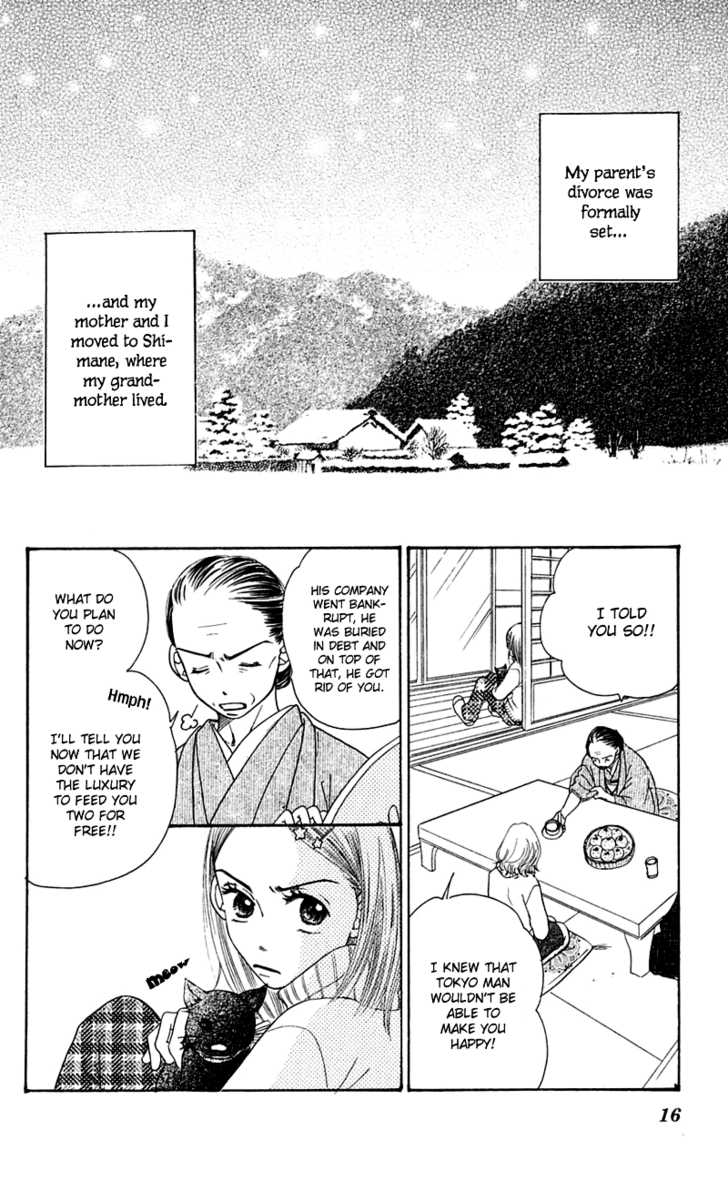 My parent's
divorce was
formally
set...
...and my
mother and I
moved to Shi-
mane, where
my grand-
mother lived.
I TOLD
YOU SO!!
I KNEW THAT
TOKYO MAN
WOULDN'T BE
ABLE TO
MAKE YOU
HAPPY!
HIS COMPANY
WENT BANK-
RUPT, HE
WAS BURIED
IN DEBT AND
ON TOP OF
THAT, HE GOT
RID OF YOU.
WHAT DO
YOU PLAN
TO DO
NOW?
Hmph!
I'LL TELL YOU
NOW THAT WE
DON'T HAVE
THE LUXURY
TO FEED YOU
TWO FOR
FREE!!
meow
16